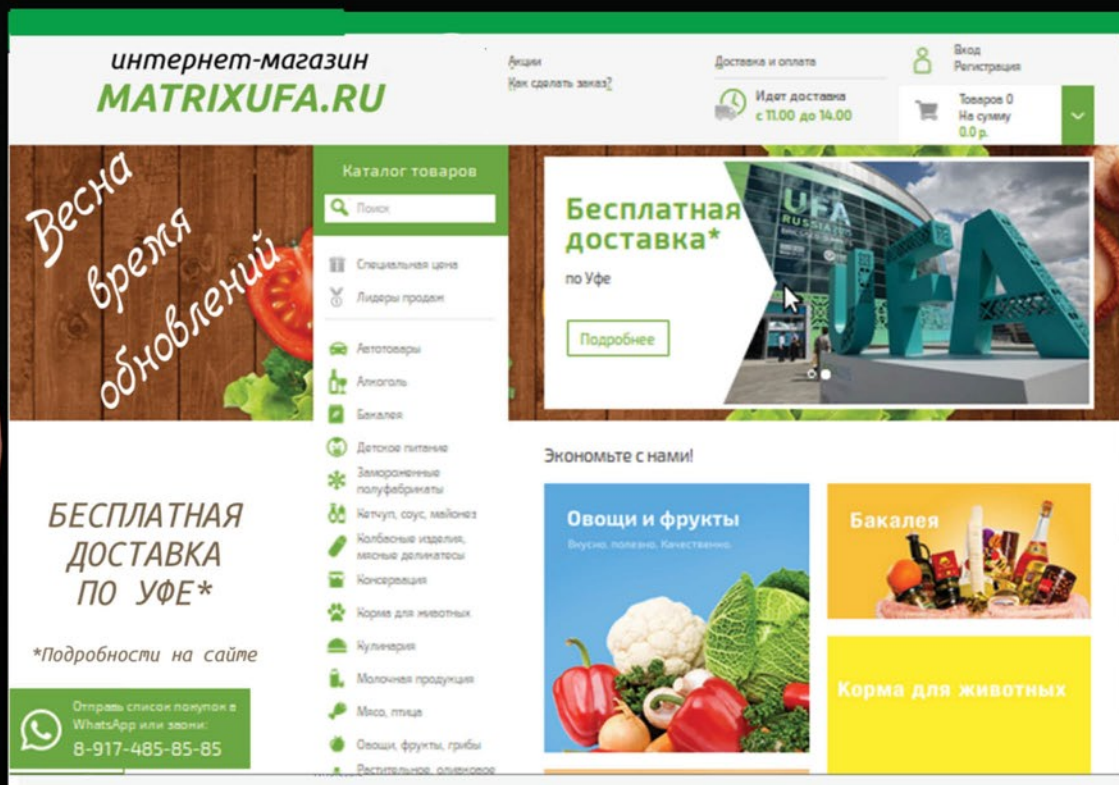 интернет-магазин
MATRIXUFA.RU
Акции
Как сделать заказ?
Доставка и оплата
Идет доставка
с 11.00 до 14.00
Вход
Регистрация
Товаров 0
На сумму
0.0 р.
Весна
время
обновлений
Каталог товаров
Поиск
Специальная цена
Лидеры продаж
Автотовары
Алкоголь
Бакалея
Детское питание
Замороженные
полуфабрикаты
Кетчуп, соус, майонез
Колбасные изделия,
мясные деликатесы
Консервация
Корма для животных
Кулинария
Молочная продукция
Мясо, птица
Овощи, фрукты, грибы
Растительное, оливковое
Бесплатная
доставка*
по Уфе
Подробнее
UFA
RUSSIA
UFA
БЕСПЛАТНАЯ
ДОСТАВКА
ПО УФЕ*
*Подробности на сайте
Отправь список покупок в
WhatsApp или звони:
8-917-485-85-85
Экономьте с нами!
Овощи и фрукты
Вкусно. полезно. Качественно.
Бакалея
Корма для животных